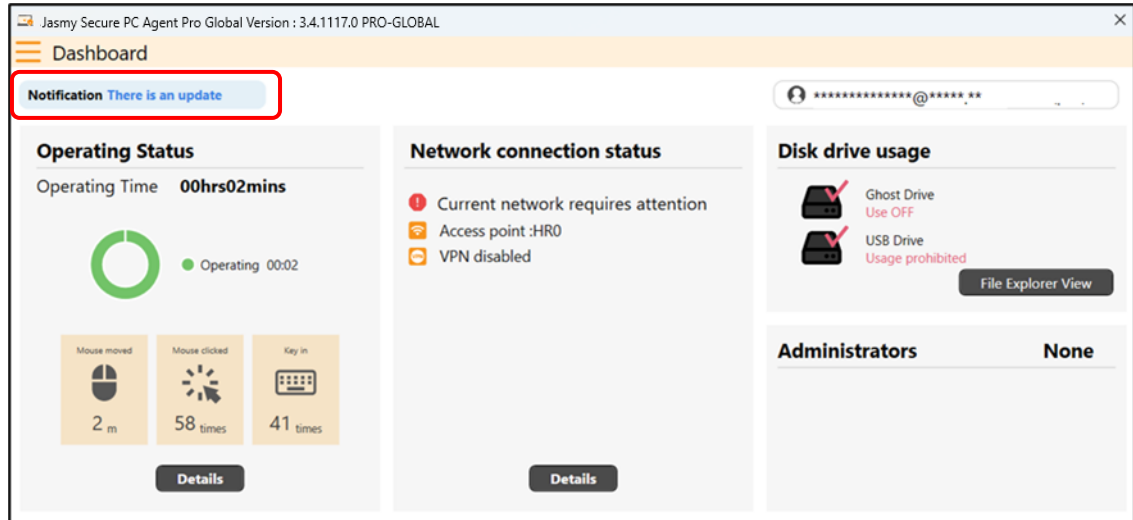 Jasmy Secure PC Agent Pro Global Version : 3.4.1117.0 PRO-GLOBAL
Dashboard
Notification There is an update
**************@*****.**
Operating Status
Operating Time 00hrs02mins
Operating 00:02
Mouse moved
2 m
Mouse clicked
58 times
Key in
41 times
Details
Network connection status
Current network requires attention
Access point :HR0
VPN disabled
Details
Disk drive usage
Ghost Drive
Use OFF
USB Drive
Usage prohibited
File Explorer View
Administrators None